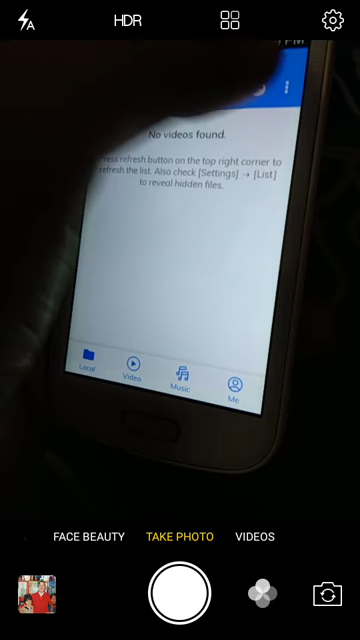 A
HDR
PM
No videos found.
Press refresh button on the top right corner to
refresh the list. Also check [Settings] → [List]
to reveal hidden files.
Local
Video
Music
Me
FACE BEAUTY
TAKE PHOTO
VIDEOS